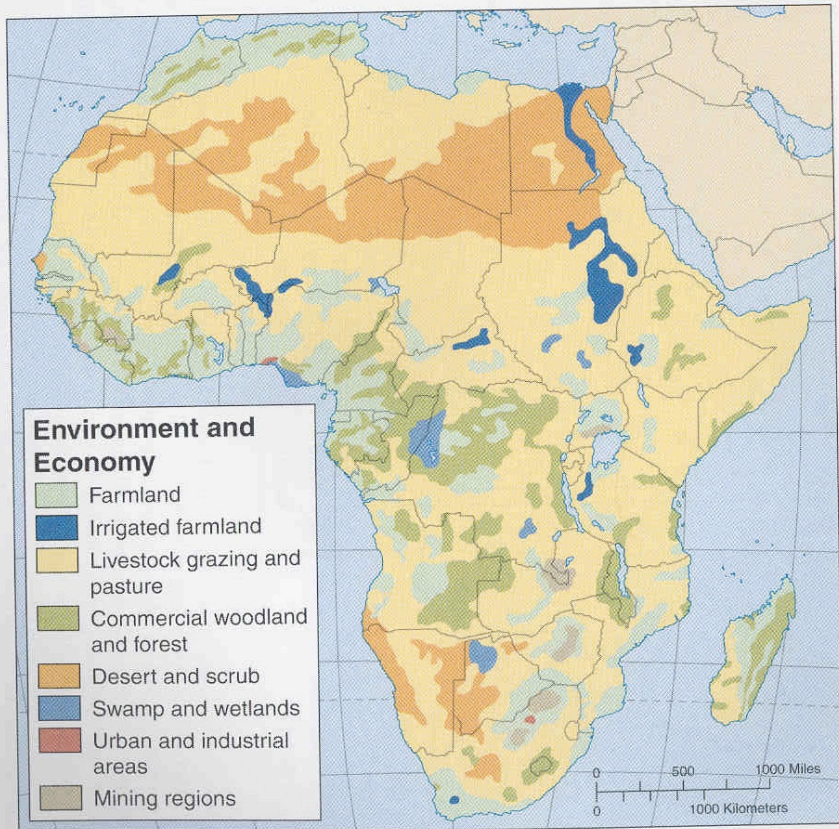 Environment and
Economy
Farmland
Irrigated farmland
Livestock grazing and
pasture
Commercial woodland
and forest
Desert and scrub
Swamp and wetlands
Urban and industrial
areas
Mining regions
0 500 1000 Miles
0 1000 Kilometers